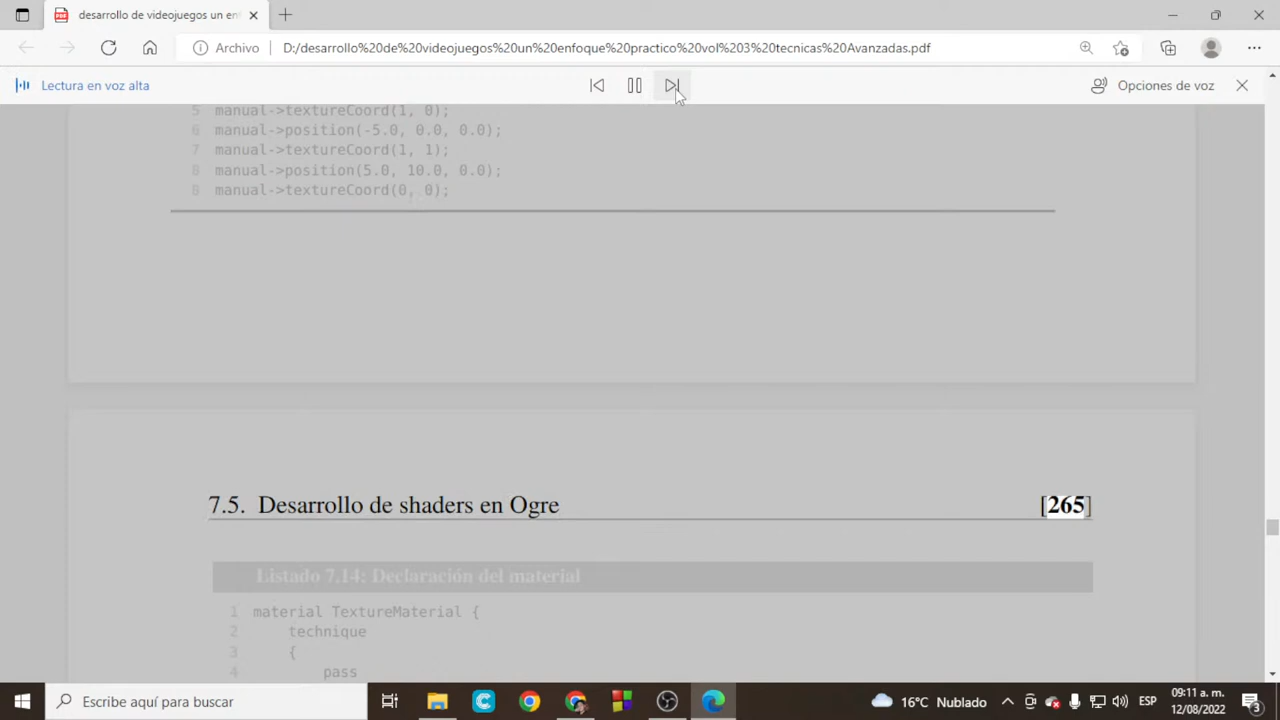 desarrollo de videojuegos un en
Archivo
D:/desarrollo%20de%20videojuegos%20un%20enfoque%20practico%20vol%203%20tecnicas%20Avanzadas.pdf
Lectura en voz alta
Opciones de voz
5 manual->textureCoord(1, 0);
6 manual->position(-5.0, 0.0, 0.0);
7 manual->textureCoord(1, 1);
8 manual->position(5.0, 10.0, 0.0);
manual->textureCoord(0, 0);
7.5. Desarrollo de shaders en Ogre [265]
Listado 7.14: Declaración del material
1 material TextureMaterial {
2 technique
3 {
4 pass
Escribe aquí para buscar
16°C Nublado
ESP
09:11 a. m.
12/08/2022
3